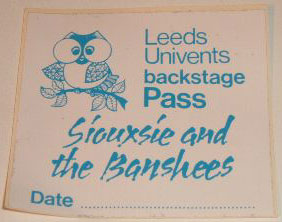 Leeds
Univents
backstage
Pass
Siouxsie and
the Banshees
Date ........................................